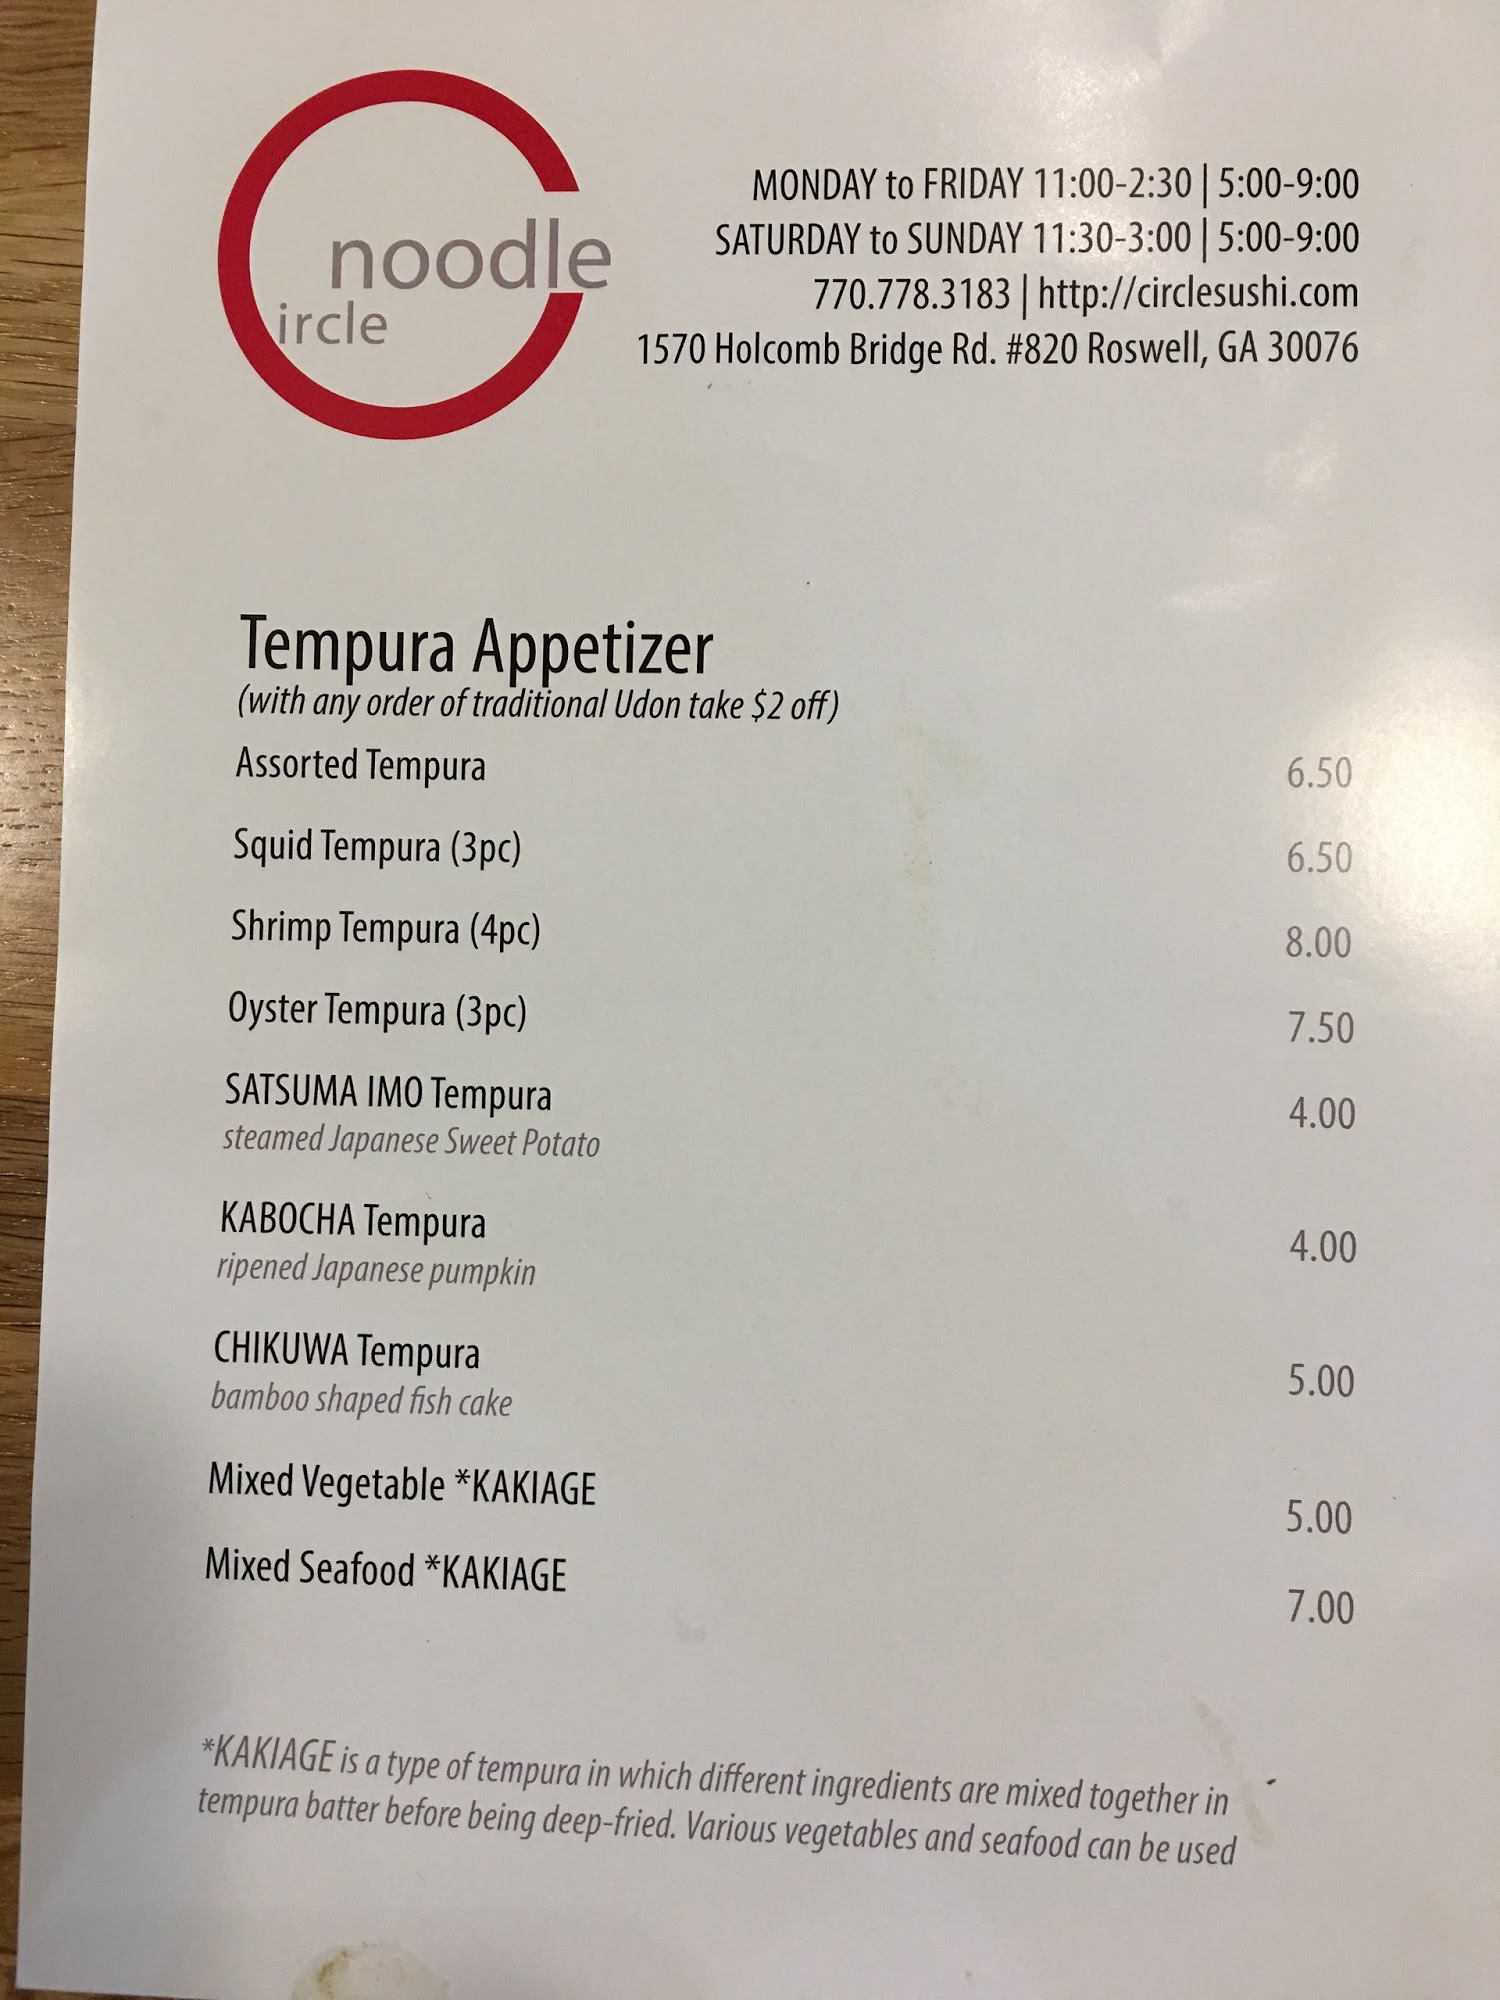 noodle
ircle
MONDAY to FRIDAY 11:00-2:30 | 5:00-9:00
SATURDAY to SUNDAY 11:30-3:00 | 5:00-9:00
770.778.3183 | http://circlesushi.com
1570 Holcomb Bridge Rd. #820 Roswell, GA 30076
Tempura Appetizer
(with any order of traditional Udon take $2 off)
Assorted Tempura 6.50
Squid Tempura (3pc) 6.50
Shrimp Tempura (4pc) 8.00
Oyster Tempura (3pc) 7.50
SATSUMA IMO Tempura 4.00
steamed Japanese Sweet Potato
KABOCHA Tempura 4.00
ripened Japanese pumpkin
CHIKUWA Tempura 5.00
bamboo shaped fish cake
Mixed Vegetable *KAKIAGE 5.00
Mixed Seafood *KAKIAGE 7.00
*KAKIAGE is a type of tempura in which different ingredients are mixed together in
tempura batter before being deep-fried. Various vegetables and seafood can be used